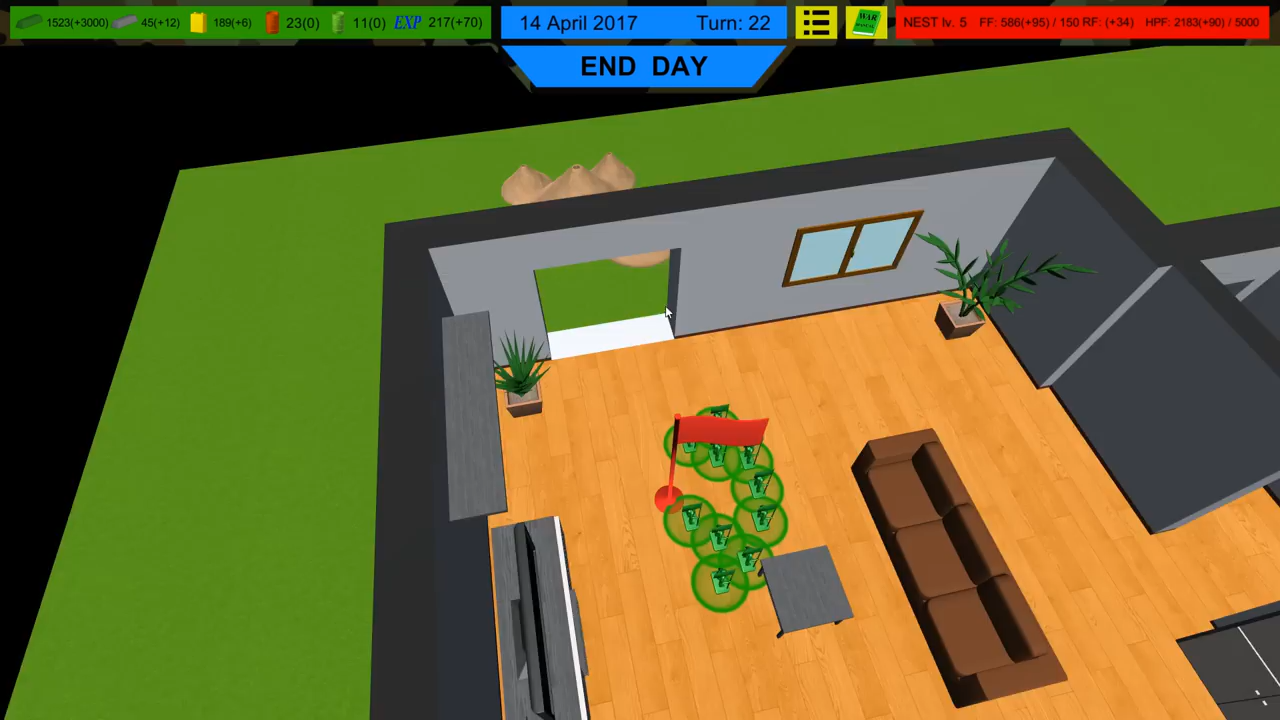 1523(+3000) 45(+12) 189(+6) 23(0) 11(0) EXP 217(+70)
14 April 2017 Turn: 22
WAR
NEST lv. 5 FF: 586(+95) / 150 RF: (+34) HPF: 2183(+90) / 5000
END DAY